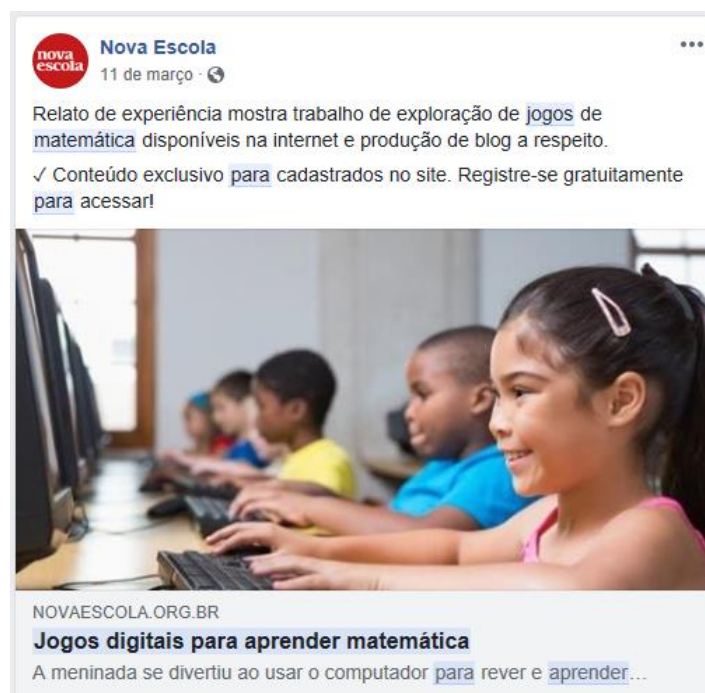 nova
escola
Nova Escola
11 de março ·
Relato de experiência mostra trabalho de exploração de jogos de
matemática disponíveis na internet e produção de blog a respeito.
✓ Conteúdo exclusivo para cadastrados no site. Registre-se gratuitamente
para acessar!
NOVAESCOLA.ORG.BR
Jogos digitais para aprender matemática
A meninada se divertiu ao usar o computador para rever e aprender...